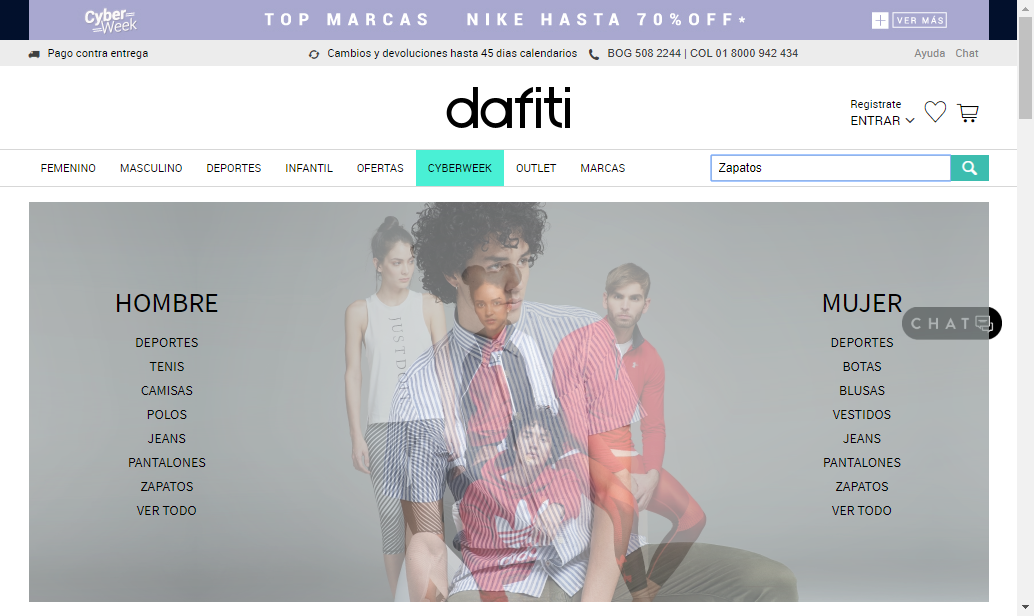 Cyber Week
TOP MARCAS NIKE HASTA 70%OFF*
+ VER MÁS
Pago contra entrega
Cambios y devoluciones hasta 45 dias calendarios
BOG 508 2244 | COL 01 8000 942 434
Ayuda Chat
dafiti
Registrate
ENTRAR
FEMENINO MASCULINO DEPORTES INFANTIL OFERTAS CYBERWEEK OUTLET MARCAS
Zapatos
HOMBRE
DEPORTES
TENIS
CAMISAS
POLOS
JEANS
PANTALONES
ZAPATOS
VER TODO
JUST DO IT
MUJER
DEPORTES
BOTAS
BLUSAS
VESTIDOS
JEANS
PANTALONES
ZAPATOS
VER TODO
CHAT